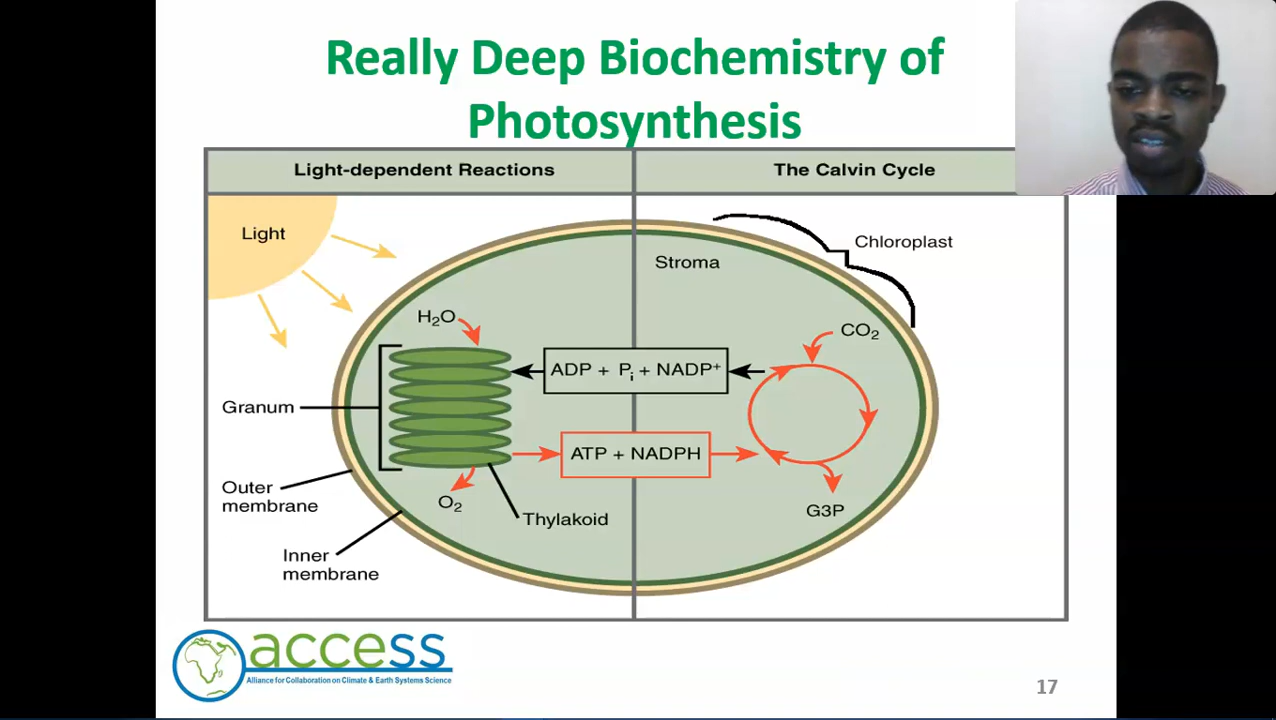 Really Deep Biochemistry of
Photosynthesis
Light-dependent Reactions
The Calvin Cycle
Light
Chloroplast
Stroma
H₂O
CO₂
ADP + Pᵢ + NADP⁺
Granum
ATP + NADPH
Outer
membrane
O₂
Thylakoid
G3P
Inner
membrane
access
Alliance for Collaboration on Climate & Earth Systems Science
17